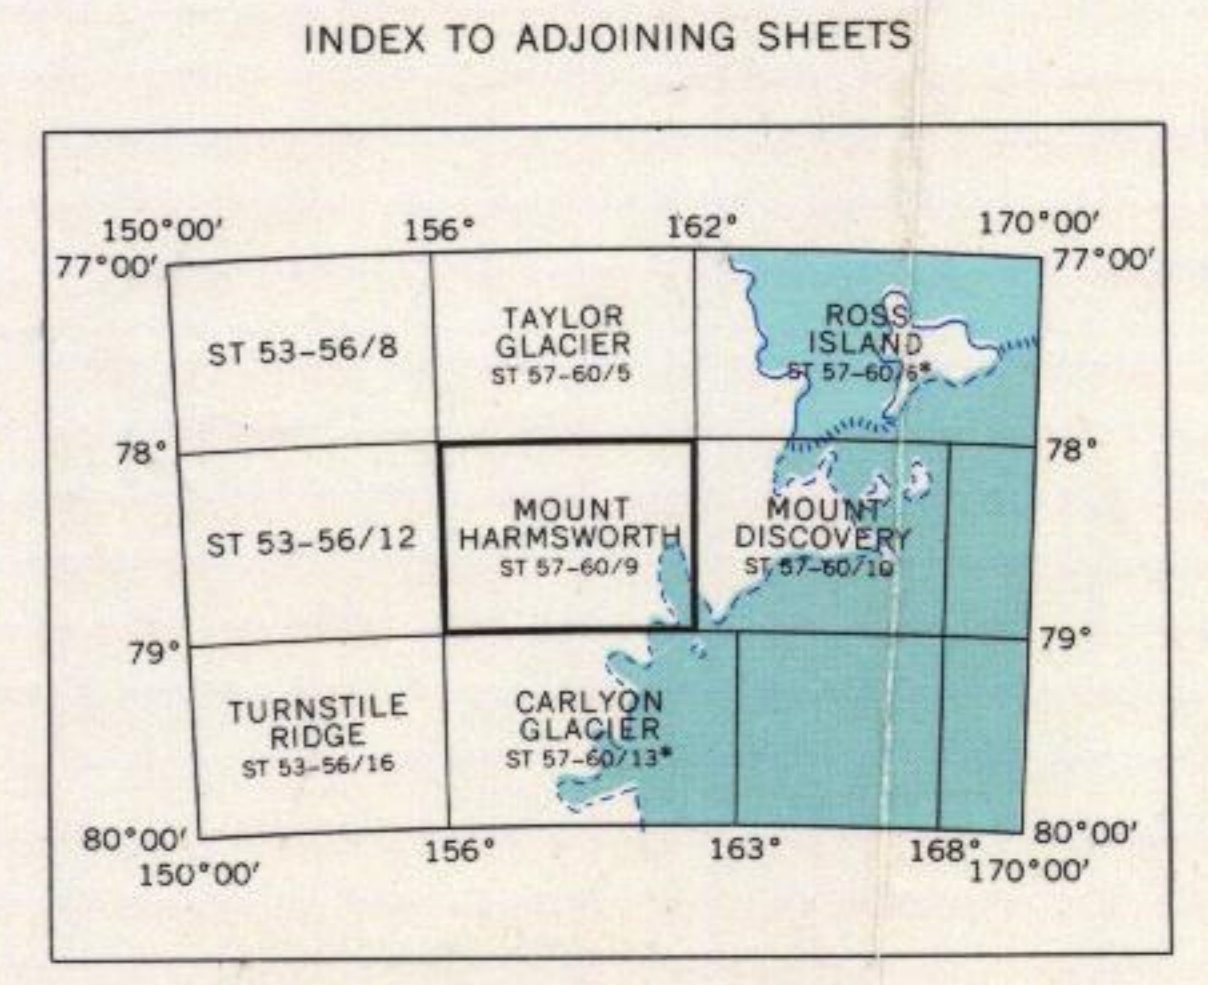 INDEX TO ADJOINING SHEETS
150°00′ 156° 162° 170°00′
77°00′ 77°00′
ST 53-56/8
TAYLOR
GLACIER
ST 57-60/5
ROSS
ISLAND
ST 57-60/6*
78° 78°
ST 53-56/12
MOUNT
HARMSWORTH
ST 57-60/9
MOUNT
DISCOVERY
ST 57-60/10
79° 79°
TURNSTILE
RIDGE
ST 53-56/16
CARLYON
GLACIER
ST 57-60/13*
80°00′ 80°00′
150°00′ 156° 163° 168° 170°00′